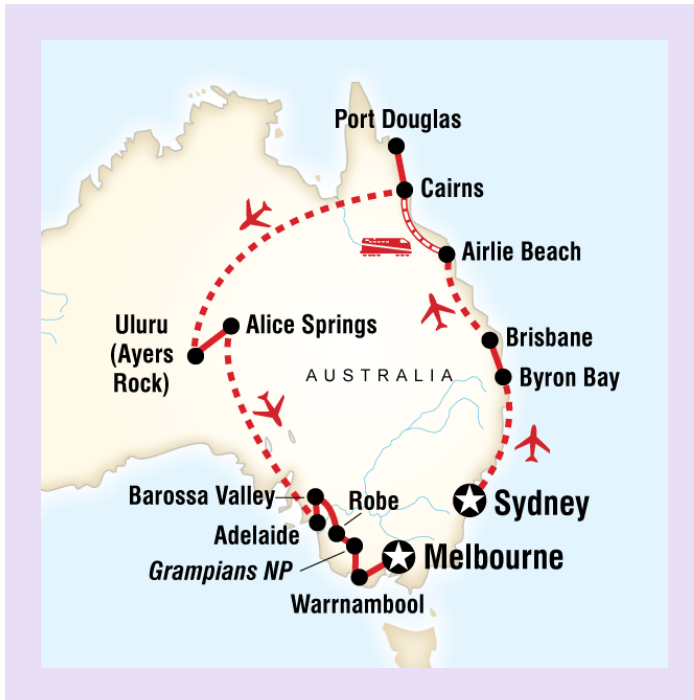 Port Douglas
Cairns
Airlie Beach
Uluru
(Ayers
Rock)
Alice Springs
Brisbane
AUSTRALIA
Byron Bay
Barossa Valley
Robe
Sydney
Adelaide
Grampians NP
Melbourne
Warrnambool